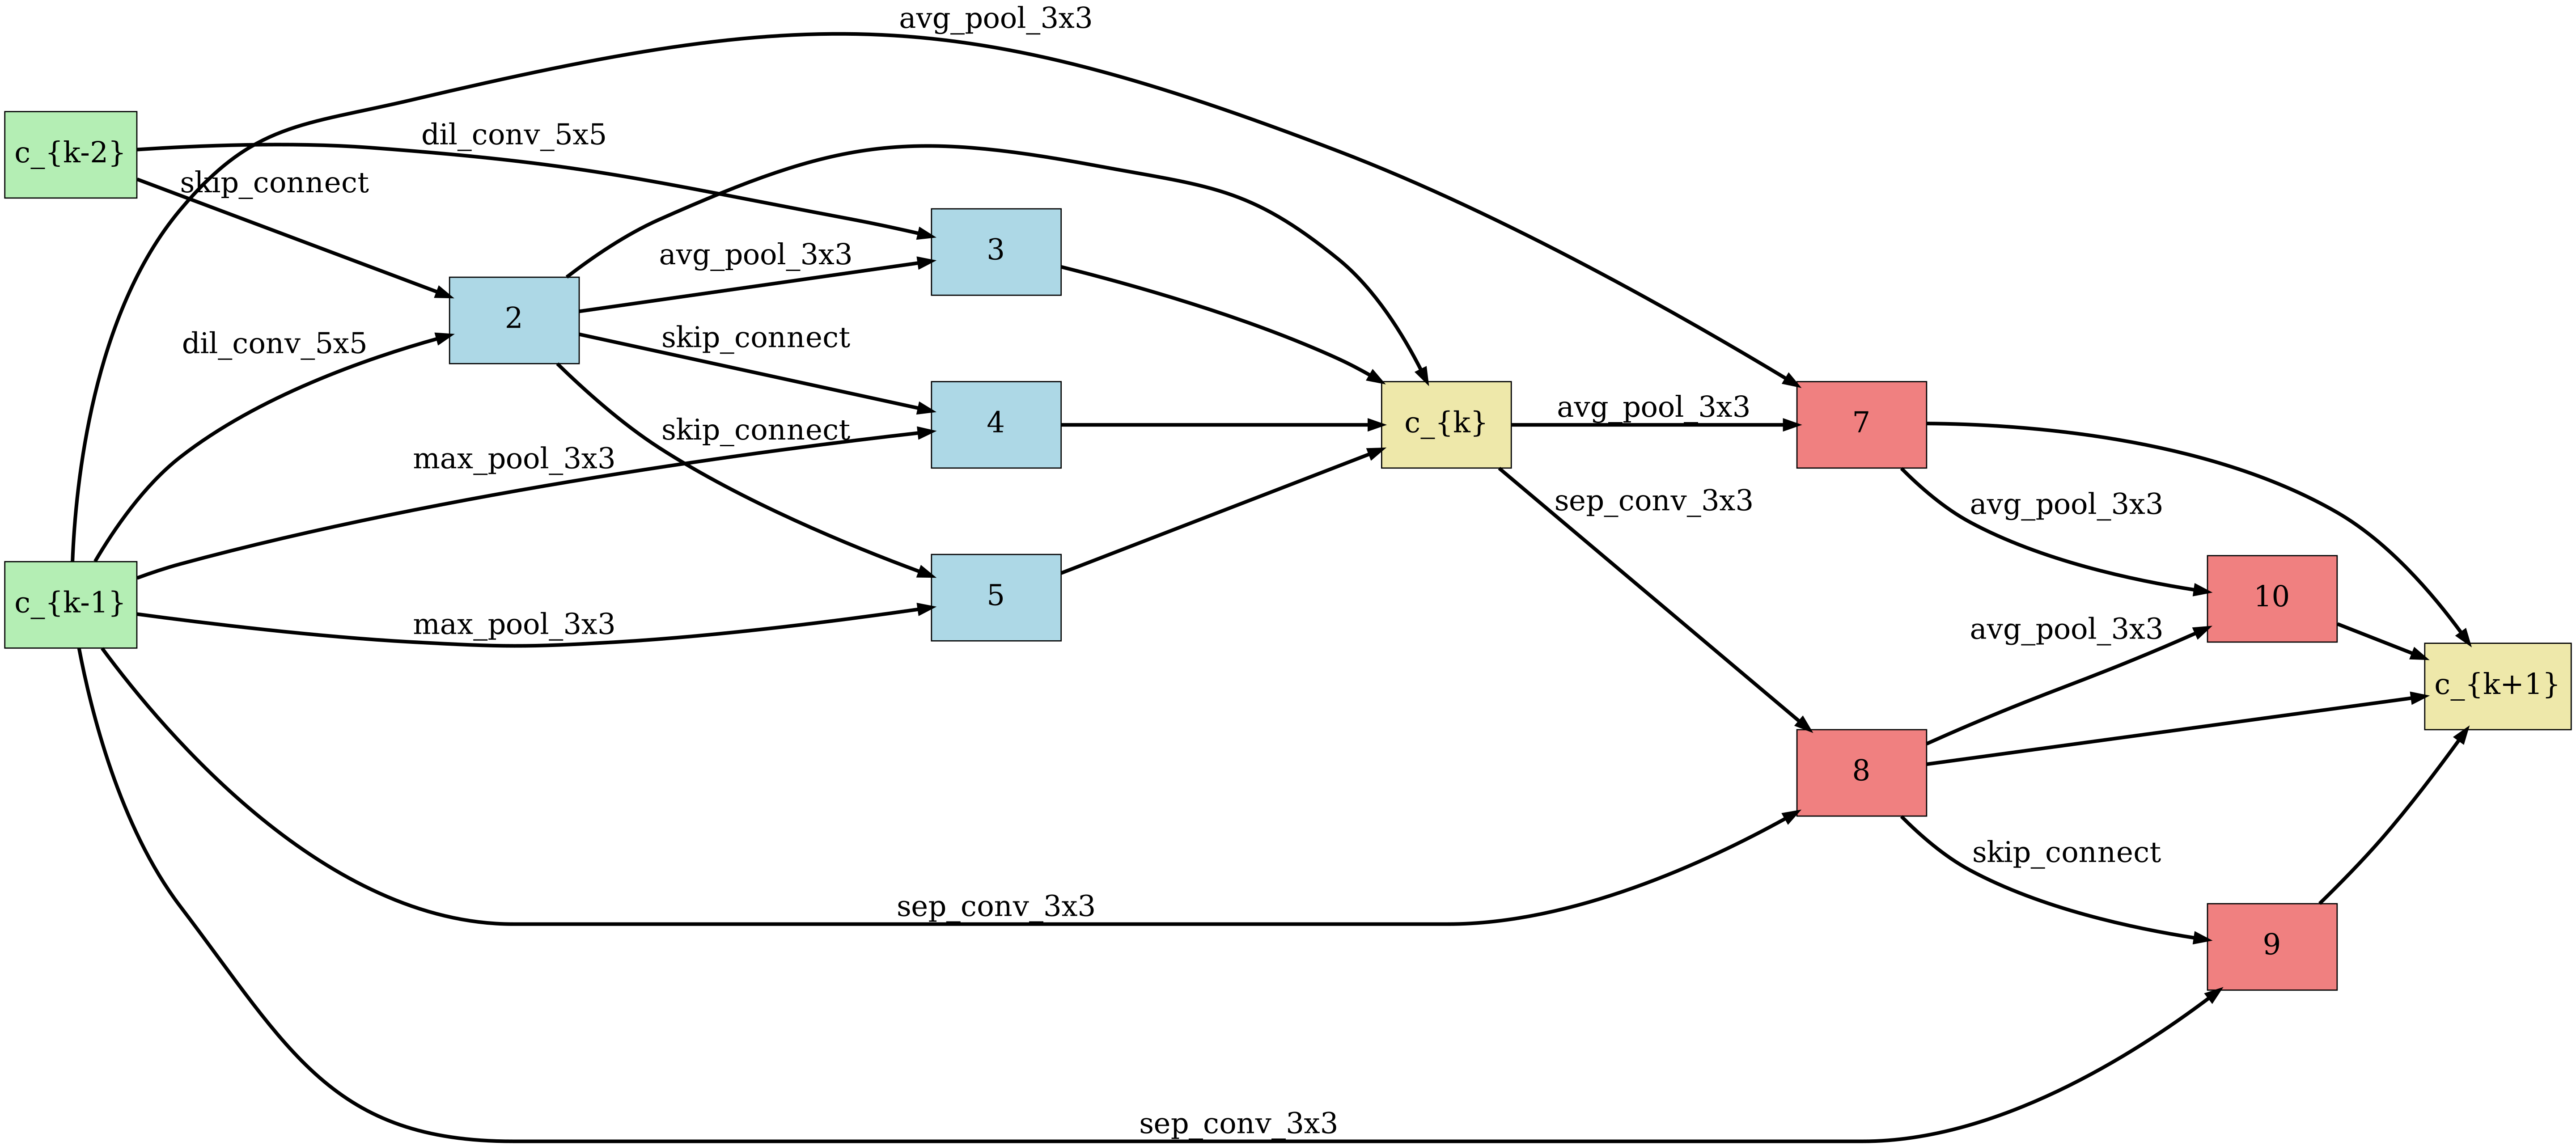 avg_pool_3x3
dil_conv_5x5
c_{k-2}
skip_connect
3
avg_pool_3x3
2
skip_connect
dil_conv_5x5
avg_pool_3x3
c_{k}
7
4
skip_connect
max_pool_3x3
sep_conv_3x3
avg_pool_3x3
5
10
c_{k-1}
max_pool_3x3
avg_pool_3x3
c_{k+1}
8
skip_connect
sep_conv_3x3
9
sep_conv_3x3